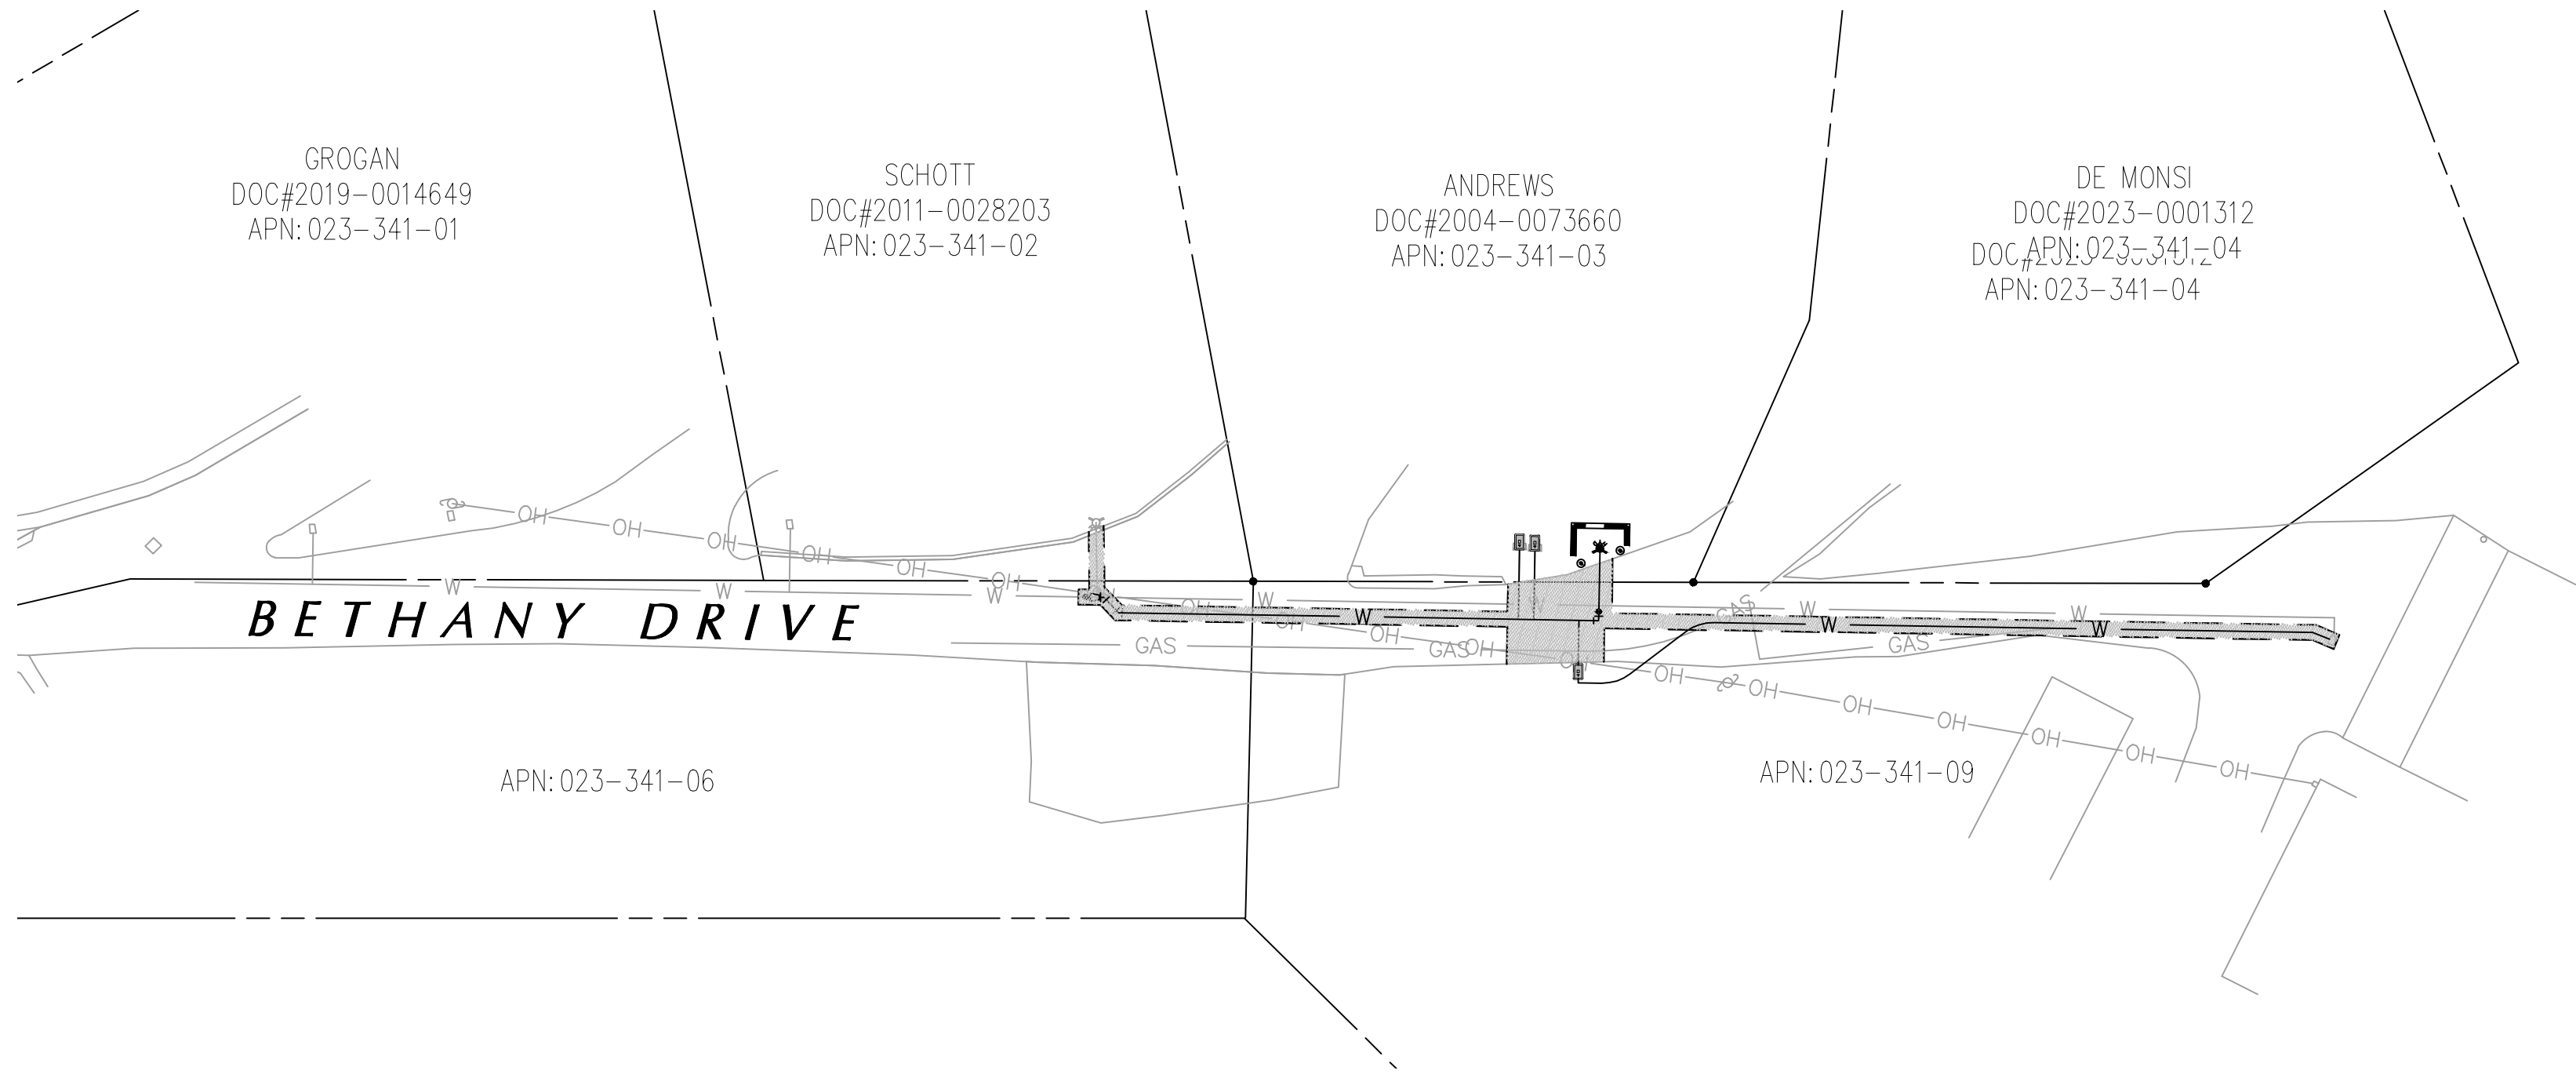 GROGAN
DOC#2019-0014649
APN:023-341-01
SCHOTT
DOC#2011-0028203
APN:023-341-02
ANDREWS
DOC#2004-0073660
APN:023-341-03
DE MONSI
DOC#2023-0001312
APN:023-341-04
APN:023-341-04
OH OH OH OH OH OH OH OH OH OH OH OH OH OH OH OH
W W W W W W W
W W W
GAS GAS GAS GAS
BETHANY DRIVE
APN:023-341-06
APN:023-341-09